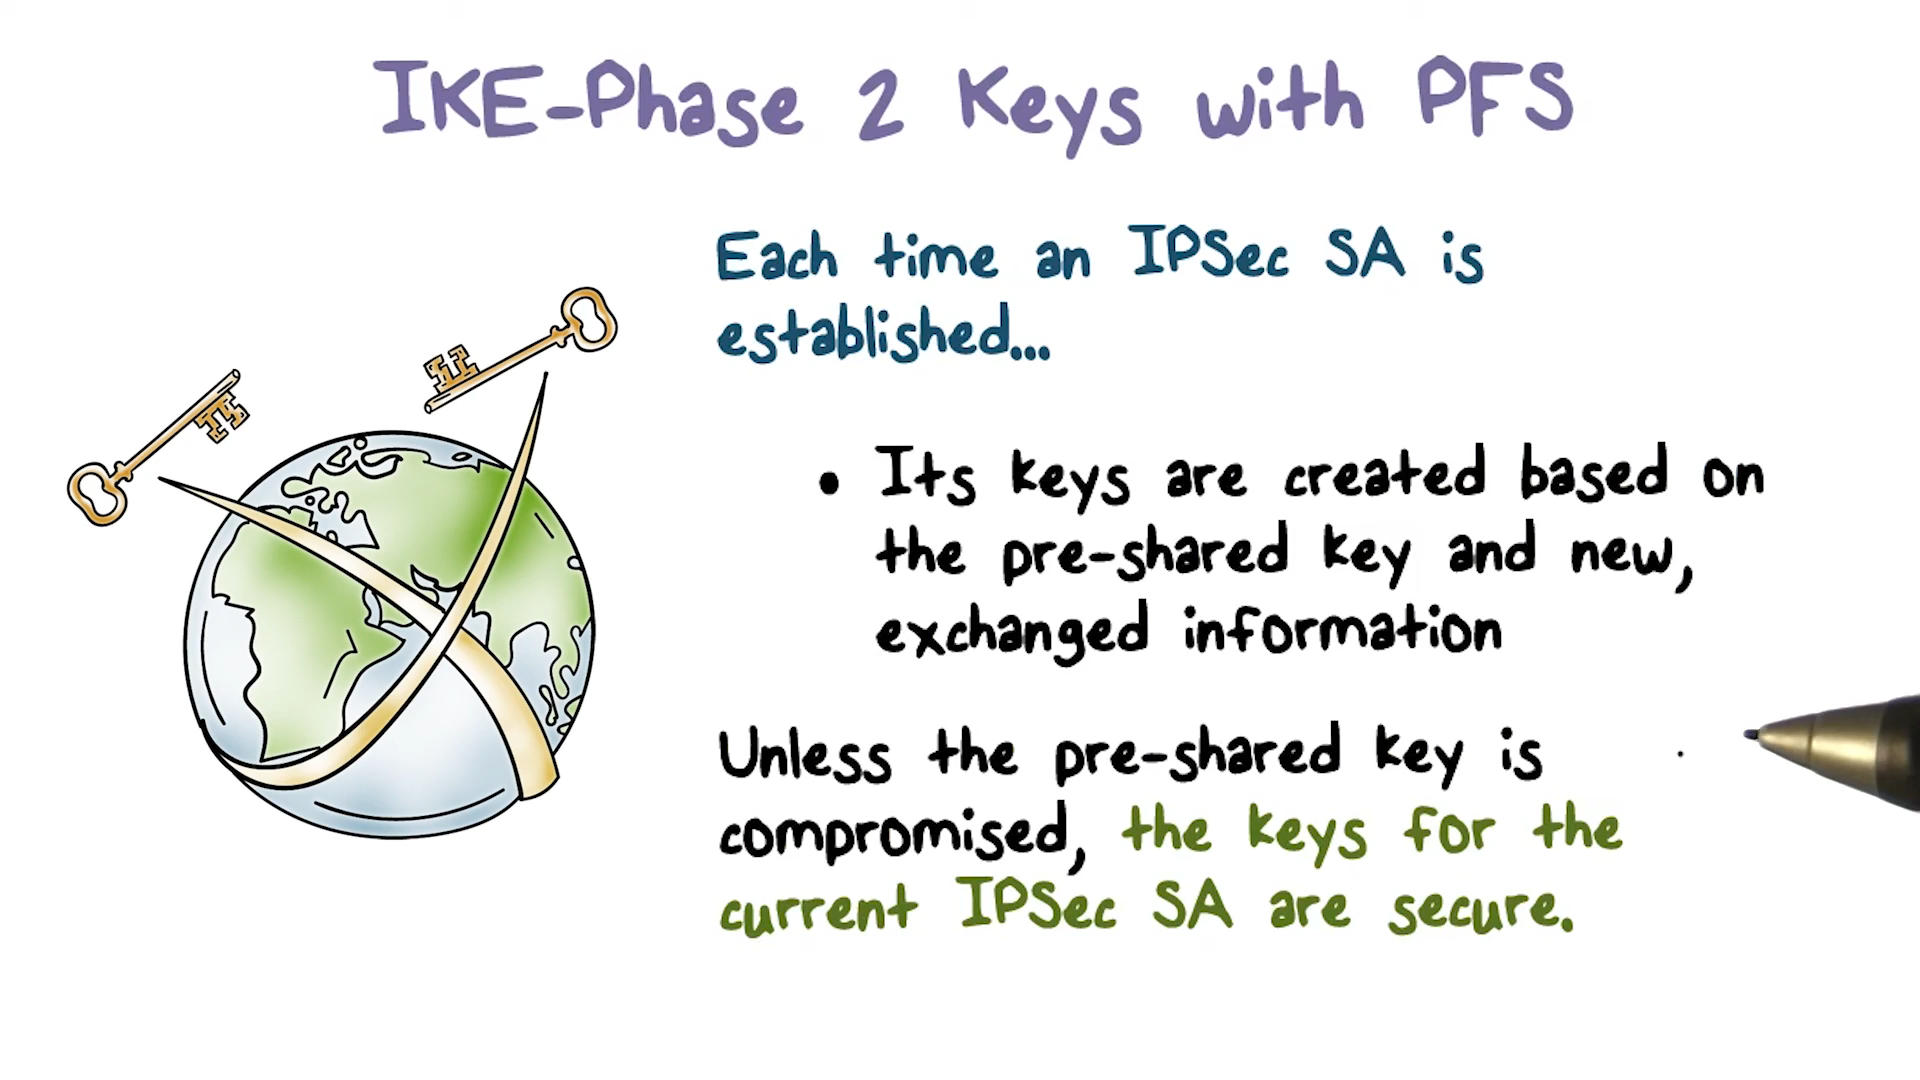 IKE-Phase 2 Keys with PFS
Each time an IPSec SA is
established...
• Its keys are created based on
the pre-shared key and new,
exchanged information
Unless the pre-shared key is
compromised, the keys for the
current IPSec SA are secure.